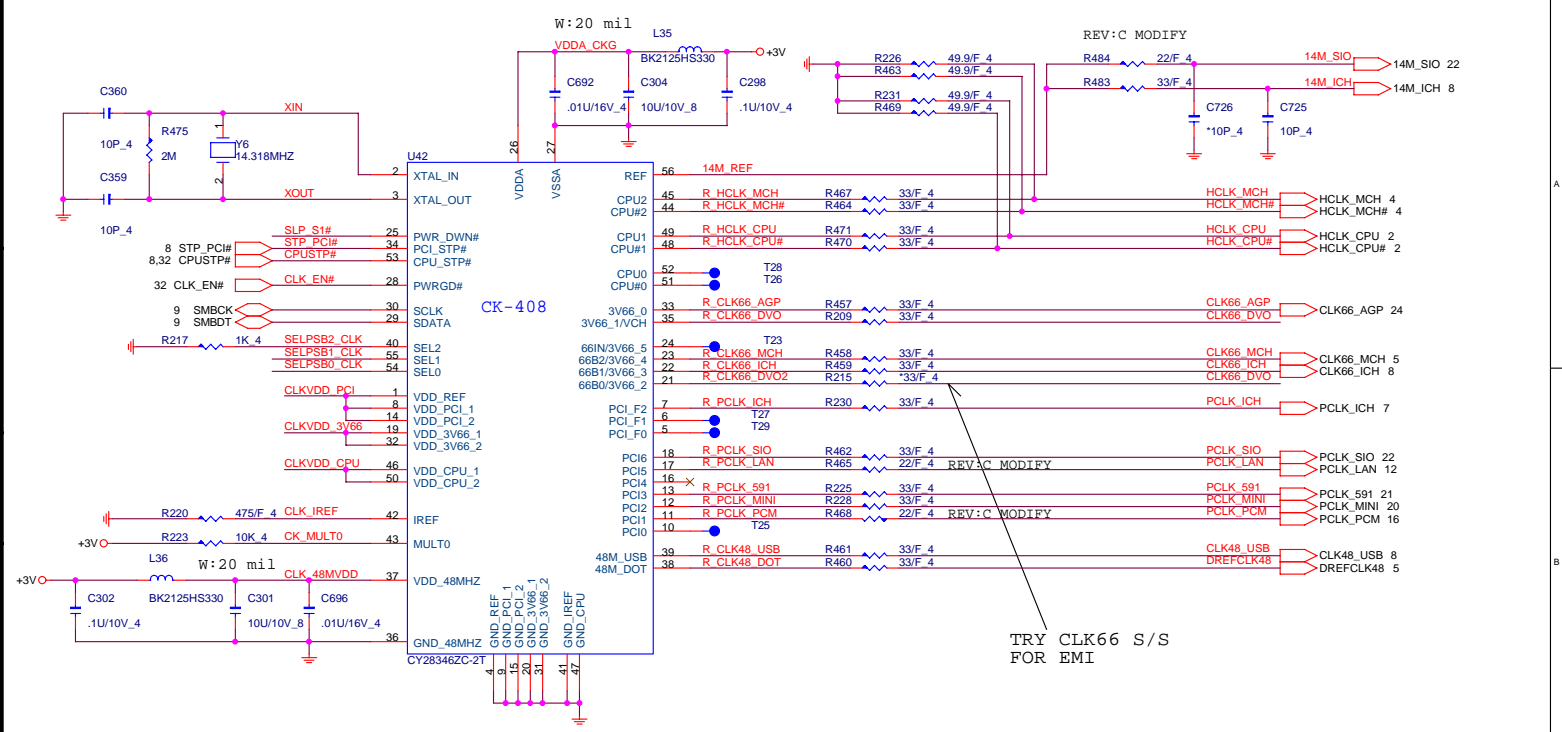 W:20 mil
VDDA_CKG
L35
BK2125HS330
+3V
C692
.01U/16V_4
C304
10U/10V_8
C298
.1U/10V_4
REV:C MODIFY
R226 49.9/F_4
R463 49.9/F_4
R231 49.9/F_4
R469 49.9/F_4
R484 22/F_4 14M_SIO 14M_SIO 22
R483 33/F_4 14M_ICH 14M_ICH 8
C726
*10P_4
C725
10P_4
C360
10P_4
XIN
R475
2M
1
Y6
14.318MHZ
2
C359
10P_4
XOUT
U42
26
VDDA
27
VSSA
2 XTAL_IN
3 XTAL_OUT
SLP_S1# 25 PWR_DWN#
8 STP_PCI# STP_PCI# 34 PCI_STP#
8,32 CPUSTP# CPUSTP# 53 CPU_STP#
32 CLK_EN# CLK_EN# 28 PWRGD#
9 SMBCK 30 SCLK
9 SMBDT 29 SDATA
R217 1K_4 SELPSB2_CLK 40 SEL2
SELPSB1_CLK 55 SEL1
SELPSB0_CLK 54 SEL0
CLKVDD_PCI 1 VDD_REF
8 VDD_PCI_1
14 VDD_PCI_2
CLKVDD_3V66 19 VDD_3V66_1
32 VDD_3V66_2
CLKVDD_CPU 46 VDD_CPU_1
50 VDD_CPU_2
R220 475/F_4 CLK_IREF 42 IREF
+3V R223 10K_4 CK_MULT0 43 MULT0
L36
W:20 mil
+3V BK2125HS330 CLK_48MVDD 37 VDD_48MHZ
C302
.1U/10V_4
C301
10U/10V_8
C696
.01U/16V_4
36 GND_48MHZ
CY28346ZC-2T
CK-408
GND_REF 4
GND_PCI_1 9
GND_PCI_2 15
GND_3V66_1 20
GND_3V66_2 31
GND_IREF 41
GND_CPU 47
REF 56 14M_REF
CPU2 45 R_HCLK_MCH R467 33/F_4 HCLK_MCH HCLK_MCH 4
CPU#2 44 R_HCLK_MCH# R464 33/F_4 HCLK_MCH# HCLK_MCH# 4
CPU1 49 R_HCLK_CPU R471 33/F_4 HCLK_CPU HCLK_CPU 2
CPU#1 48 R_HCLK_CPU# R470 33/F_4 HCLK_CPU# HCLK_CPU# 2
CPU0 52 T28
CPU#0 51 T26
3V66_0 33 R_CLK66_AGP R457 33/F_4 CLK66_AGP CLK66_AGP 24
3V66_1/VCH 35 R_CLK66_DVO R209 33/F_4 CLK66_DVO
66IN/3V66_5 24 T23
66B2/3V66_4 23 R_CLK66_MCH R458 33/F_4 CLK66_MCH CLK66_MCH 5
66B1/3V66_3 22 R_CLK66_ICH R459 33/F_4 CLK66_ICH CLK66_ICH 8
66B0/3V66_2 21 R_CLK66_DVO2 R215 *33/F_4 CLK66_DVO
PCI_F2 7 R_PCLK_ICH R230 33/F_4 PCLK_ICH PCLK_ICH 7
PCI_F1 6 T27
PCI_F0 5 T29
PCI6 18 R_PCLK_SIO R462 33/F_4 PCLK_SIO PCLK_SIO 22
PCI5 17 R_PCLK_LAN R465 22/F_4 REV:C MODIFY PCLK_LAN PCLK_LAN 12
PCI4 16
PCI3 13 R_PCLK_591 R225 33/F_4 PCLK_591 PCLK_591 21
PCI2 12 R_PCLK_MINI R228 33/F_4 PCLK_MINI PCLK_MINI 20
PCI1 11 R_PCLK_PCM R468 22/F_4 REV:C MODIFY PCLK_PCM PCLK_PCM 16
PCI0 10 T25
48M_USB 39 R_CLK48_USB R461 33/F_4 CLK48_USB CLK48_USB 8
48M_DOT 38 R_CLK48_DOT R460 33/F_4 DREFCLK48 DREFCLK48 5
TRY CLK66 S/S
FOR EMI
A
B